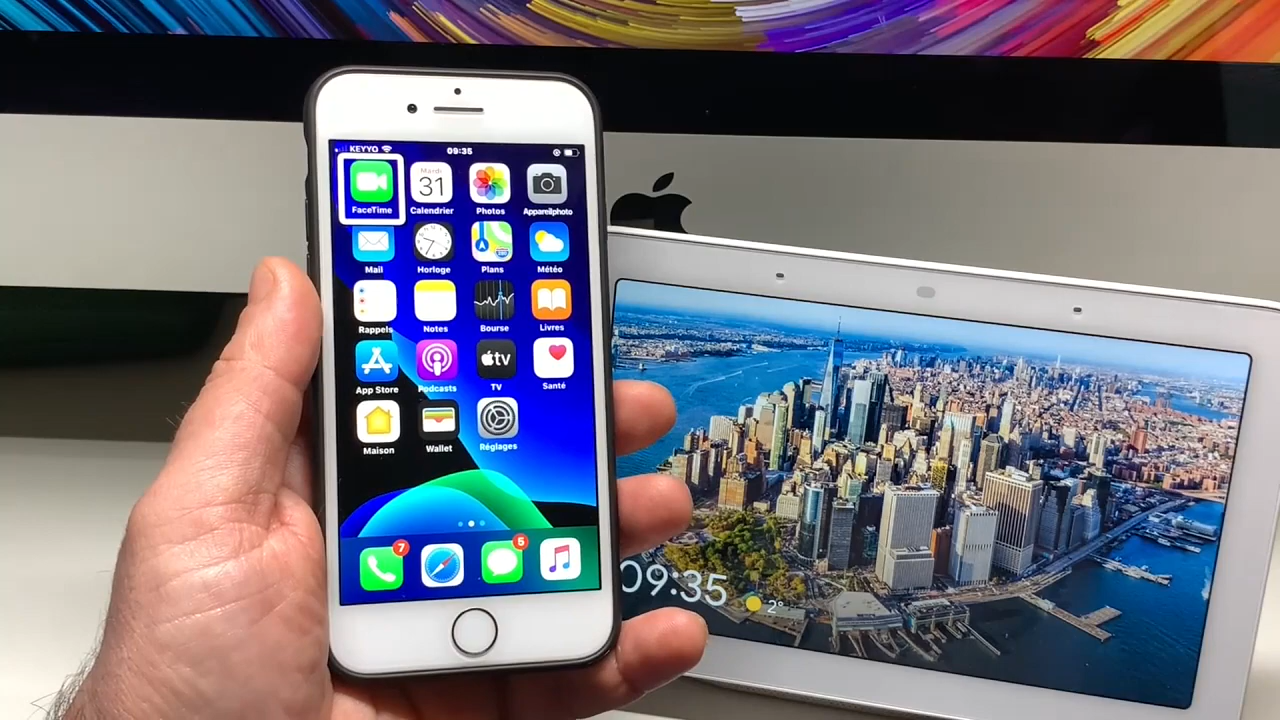 KEYYO 09:35
Mardi
31
FaceTime Calendrier Photos Appareil photo
Mail Horloge Plans Météo
Rappels Notes Bourse Livres
tv
App Store Podcasts TV Santé
Maison Wallet Réglages
7 5
09:35 2°